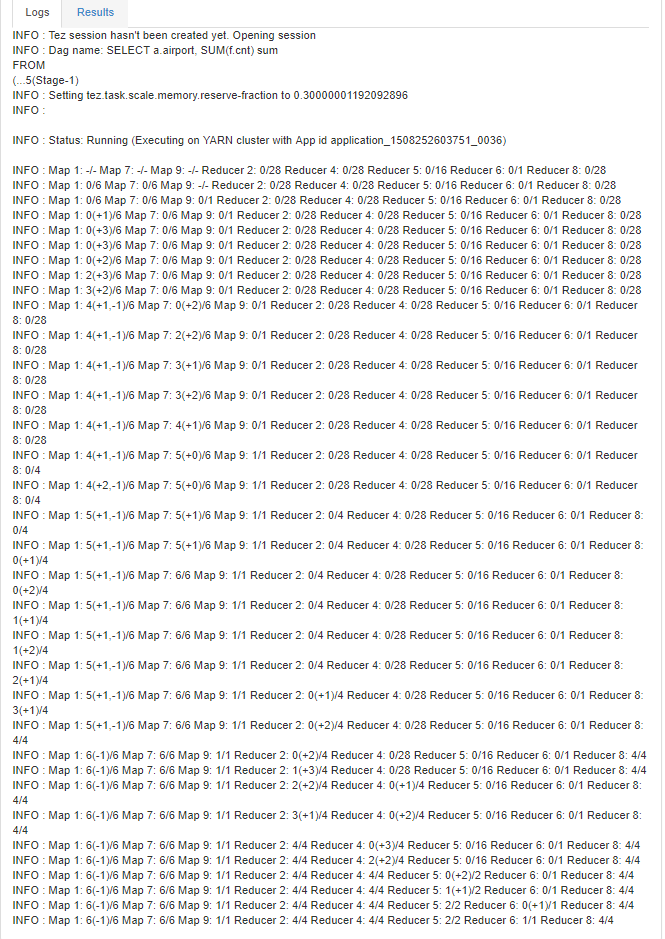 Logs Results
INFO : Tez session hasn't been created yet. Opening session
INFO : Dag name: SELECT a.airport, SUM(f.cnt) sum
FROM
(...5(Stage-1)
INFO : Setting tez.task.scale.memory.reserve-fraction to 0.30000001192092896
INFO :
INFO : Status: Running (Executing on YARN cluster with App id application_1508252603751_0036)
INFO : Map 1: -/- Map 7: -/- Map 9: -/- Reducer 2: 0/28 Reducer 4: 0/28 Reducer 5: 0/16 Reducer 6: 0/1 Reducer 8: 0/28
INFO : Map 1: 0/6 Map 7: 0/6 Map 9: -/- Reducer 2: 0/28 Reducer 4: 0/28 Reducer 5: 0/16 Reducer 6: 0/1 Reducer 8: 0/28
INFO : Map 1: 0/6 Map 7: 0/6 Map 9: 0/1 Reducer 2: 0/28 Reducer 4: 0/28 Reducer 5: 0/16 Reducer 6: 0/1 Reducer 8: 0/28
INFO : Map 1: 0(+1)/6 Map 7: 0/6 Map 9: 0/1 Reducer 2: 0/28 Reducer 4: 0/28 Reducer 5: 0/16 Reducer 6: 0/1 Reducer 8: 0/28
INFO : Map 1: 0(+3)/6 Map 7: 0/6 Map 9: 0/1 Reducer 2: 0/28 Reducer 4: 0/28 Reducer 5: 0/16 Reducer 6: 0/1 Reducer 8: 0/28
INFO : Map 1: 0(+3)/6 Map 7: 0/6 Map 9: 0/1 Reducer 2: 0/28 Reducer 4: 0/28 Reducer 5: 0/16 Reducer 6: 0/1 Reducer 8: 0/28
INFO : Map 1: 0(+2)/6 Map 7: 0/6 Map 9: 0/1 Reducer 2: 0/28 Reducer 4: 0/28 Reducer 5: 0/16 Reducer 6: 0/1 Reducer 8: 0/28
INFO : Map 1: 2(+3)/6 Map 7: 0/6 Map 9: 0/1 Reducer 2: 0/28 Reducer 4: 0/28 Reducer 5: 0/16 Reducer 6: 0/1 Reducer 8: 0/28
INFO : Map 1: 3(+2)/6 Map 7: 0/6 Map 9: 0/1 Reducer 2: 0/28 Reducer 4: 0/28 Reducer 5: 0/16 Reducer 6: 0/1 Reducer 8: 0/28
INFO : Map 1: 4(+1,-1)/6 Map 7: 0(+2)/6 Map 9: 0/1 Reducer 2: 0/28 Reducer 4: 0/28 Reducer 5: 0/16 Reducer 6: 0/1 Reducer
8: 0/28
INFO : Map 1: 4(+1,-1)/6 Map 7: 2(+2)/6 Map 9: 0/1 Reducer 2: 0/28 Reducer 4: 0/28 Reducer 5: 0/16 Reducer 6: 0/1 Reducer
8: 0/28
INFO : Map 1: 4(+1,-1)/6 Map 7: 3(+1)/6 Map 9: 0/1 Reducer 2: 0/28 Reducer 4: 0/28 Reducer 5: 0/16 Reducer 6: 0/1 Reducer
8: 0/28
INFO : Map 1: 4(+1,-1)/6 Map 7: 3(+2)/6 Map 9: 0/1 Reducer 2: 0/28 Reducer 4: 0/28 Reducer 5: 0/16 Reducer 6: 0/1 Reducer
8: 0/28
INFO : Map 1: 4(+1,-1)/6 Map 7: 4(+1)/6 Map 9: 0/1 Reducer 2: 0/28 Reducer 4: 0/28 Reducer 5: 0/16 Reducer 6: 0/1 Reducer
8: 0/28
INFO : Map 1: 4(+1,-1)/6 Map 7: 5(+0)/6 Map 9: 1/1 Reducer 2: 0/28 Reducer 4: 0/28 Reducer 5: 0/16 Reducer 6: 0/1 Reducer
8: 0/4
INFO : Map 1: 4(+2,-1)/6 Map 7: 5(+0)/6 Map 9: 1/1 Reducer 2: 0/28 Reducer 4: 0/28 Reducer 5: 0/16 Reducer 6: 0/1 Reducer
8: 0/4
INFO : Map 1: 5(+1,-1)/6 Map 7: 5(+1)/6 Map 9: 1/1 Reducer 2: 0/4 Reducer 4: 0/28 Reducer 5: 0/16 Reducer 6: 0/1 Reducer 8:
0/4
INFO : Map 1: 5(+1,-1)/6 Map 7: 5(+1)/6 Map 9: 1/1 Reducer 2: 0/4 Reducer 4: 0/28 Reducer 5: 0/16 Reducer 6: 0/1 Reducer 8:
0(+1)/4
INFO : Map 1: 5(+1,-1)/6 Map 7: 6/6 Map 9: 1/1 Reducer 2: 0/4 Reducer 4: 0/28 Reducer 5: 0/16 Reducer 6: 0/1 Reducer 8:
0(+2)/4
INFO : Map 1: 5(+1,-1)/6 Map 7: 6/6 Map 9: 1/1 Reducer 2: 0/4 Reducer 4: 0/28 Reducer 5: 0/16 Reducer 6: 0/1 Reducer 8:
1(+1)/4
INFO : Map 1: 5(+1,-1)/6 Map 7: 6/6 Map 9: 1/1 Reducer 2: 0/4 Reducer 4: 0/28 Reducer 5: 0/16 Reducer 6: 0/1 Reducer 8:
1(+2)/4
INFO : Map 1: 5(+1,-1)/6 Map 7: 6/6 Map 9: 1/1 Reducer 2: 0/4 Reducer 4: 0/28 Reducer 5: 0/16 Reducer 6: 0/1 Reducer 8:
2(+1)/4
INFO : Map 1: 5(+1,-1)/6 Map 7: 6/6 Map 9: 1/1 Reducer 2: 0(+1)/4 Reducer 4: 0/28 Reducer 5: 0/16 Reducer 6: 0/1 Reducer 8:
3(+1)/4
INFO : Map 1: 5(+1,-1)/6 Map 7: 6/6 Map 9: 1/1 Reducer 2: 0(+2)/4 Reducer 4: 0/28 Reducer 5: 0/16 Reducer 6: 0/1 Reducer 8:
4/4
INFO : Map 1: 6(-1)/6 Map 7: 6/6 Map 9: 1/1 Reducer 2: 0(+2)/4 Reducer 4: 0/28 Reducer 5: 0/16 Reducer 6: 0/1 Reducer 8: 4/4
INFO : Map 1: 6(-1)/6 Map 7: 6/6 Map 9: 1/1 Reducer 2: 1(+3)/4 Reducer 4: 0/28 Reducer 5: 0/16 Reducer 6: 0/1 Reducer 8: 4/4
INFO : Map 1: 6(-1)/6 Map 7: 6/6 Map 9: 1/1 Reducer 2: 2(+2)/4 Reducer 4: 0(+1)/4 Reducer 5: 0/16 Reducer 6: 0/1 Reducer 8:
4/4
INFO : Map 1: 6(-1)/6 Map 7: 6/6 Map 9: 1/1 Reducer 2: 3(+1)/4 Reducer 4: 0(+2)/4 Reducer 5: 0/16 Reducer 6: 0/1 Reducer 8:
4/4
INFO : Map 1: 6(-1)/6 Map 7: 6/6 Map 9: 1/1 Reducer 2: 4/4 Reducer 4: 0(+3)/4 Reducer 5: 0/16 Reducer 6: 0/1 Reducer 8: 4/4
INFO : Map 1: 6(-1)/6 Map 7: 6/6 Map 9: 1/1 Reducer 2: 4/4 Reducer 4: 2(+2)/4 Reducer 5: 0/16 Reducer 6: 0/1 Reducer 8: 4/4
INFO : Map 1: 6(-1)/6 Map 7: 6/6 Map 9: 1/1 Reducer 2: 4/4 Reducer 4: 4/4 Reducer 5: 0(+2)/2 Reducer 6: 0/1 Reducer 8: 4/4
INFO : Map 1: 6(-1)/6 Map 7: 6/6 Map 9: 1/1 Reducer 2: 4/4 Reducer 4: 4/4 Reducer 5: 1(+1)/2 Reducer 6: 0/1 Reducer 8: 4/4
INFO : Map 1: 6(-1)/6 Map 7: 6/6 Map 9: 1/1 Reducer 2: 4/4 Reducer 4: 4/4 Reducer 5: 2/2 Reducer 6: 0(+1)/1 Reducer 8: 4/4
INFO : Map 1: 6(-1)/6 Map 7: 6/6 Map 9: 1/1 Reducer 2: 4/4 Reducer 4: 4/4 Reducer 5: 2/2 Reducer 6: 1/1 Reducer 8: 4/4